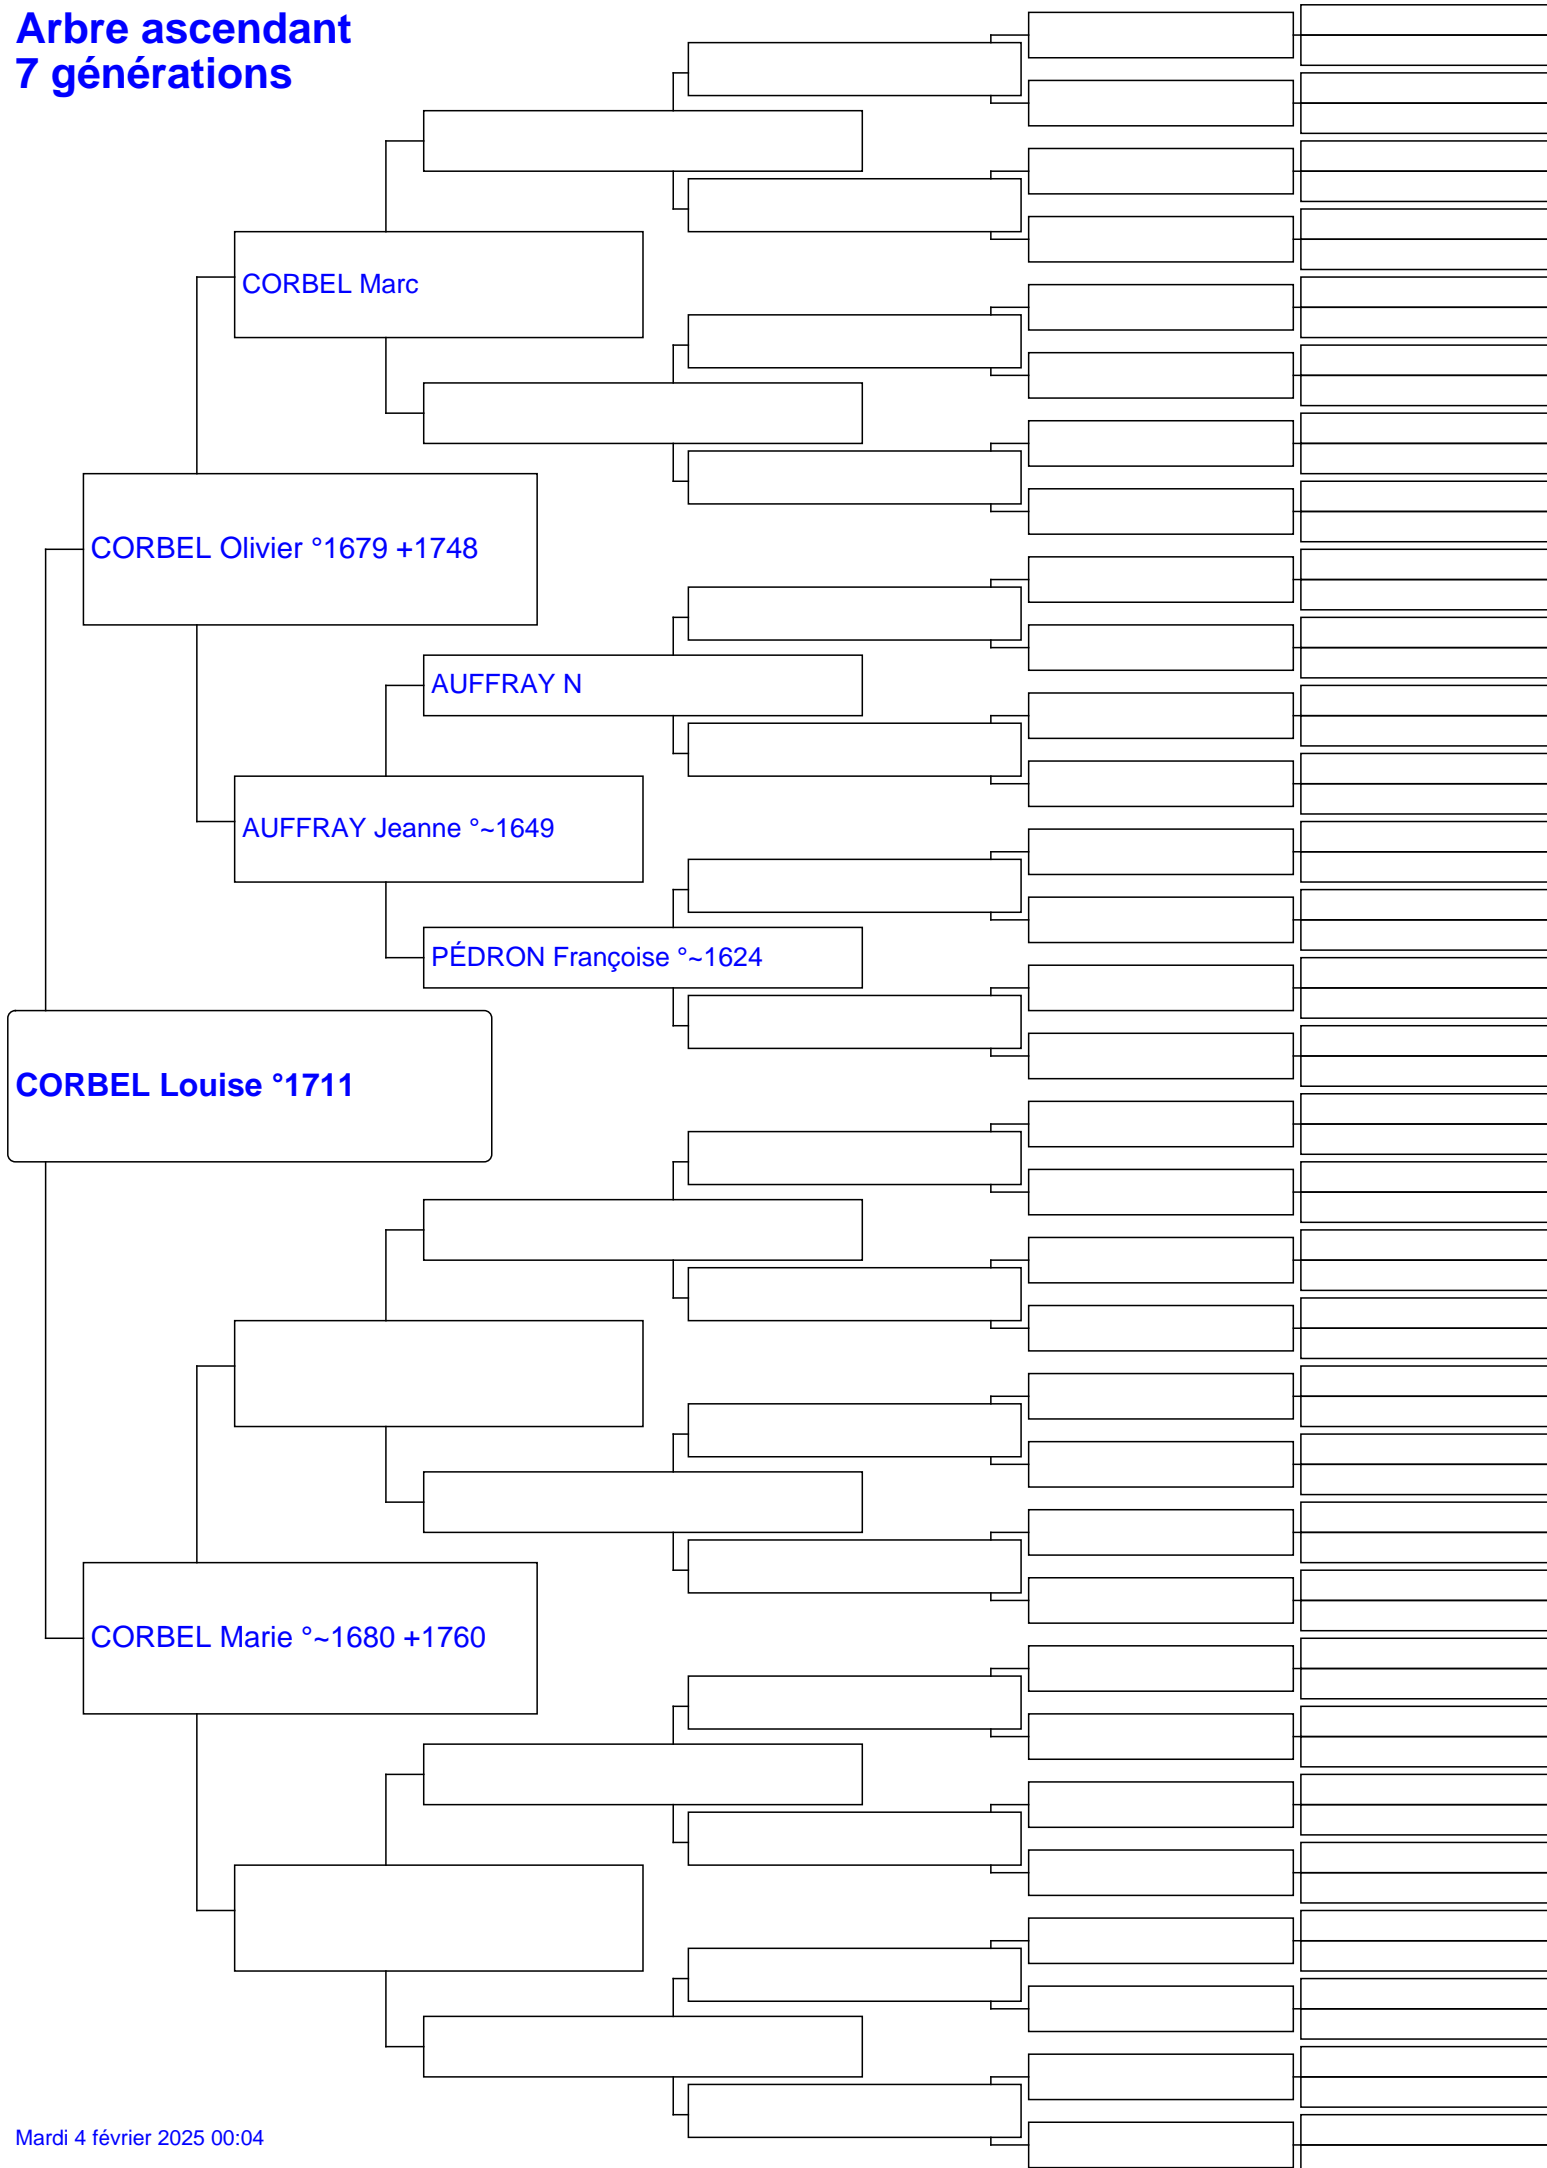 Arbre ascendant
7 générations
CORBEL Marc
CORBEL Olivier °1679 +1748
AUFFRAY N
AUFFRAY Jeanne °~1649
PÉDRON Françoise °~1624
CORBEL Louise °1711
CORBEL Marie °~1680 +1760
Mardi 4 février 2025 00:04